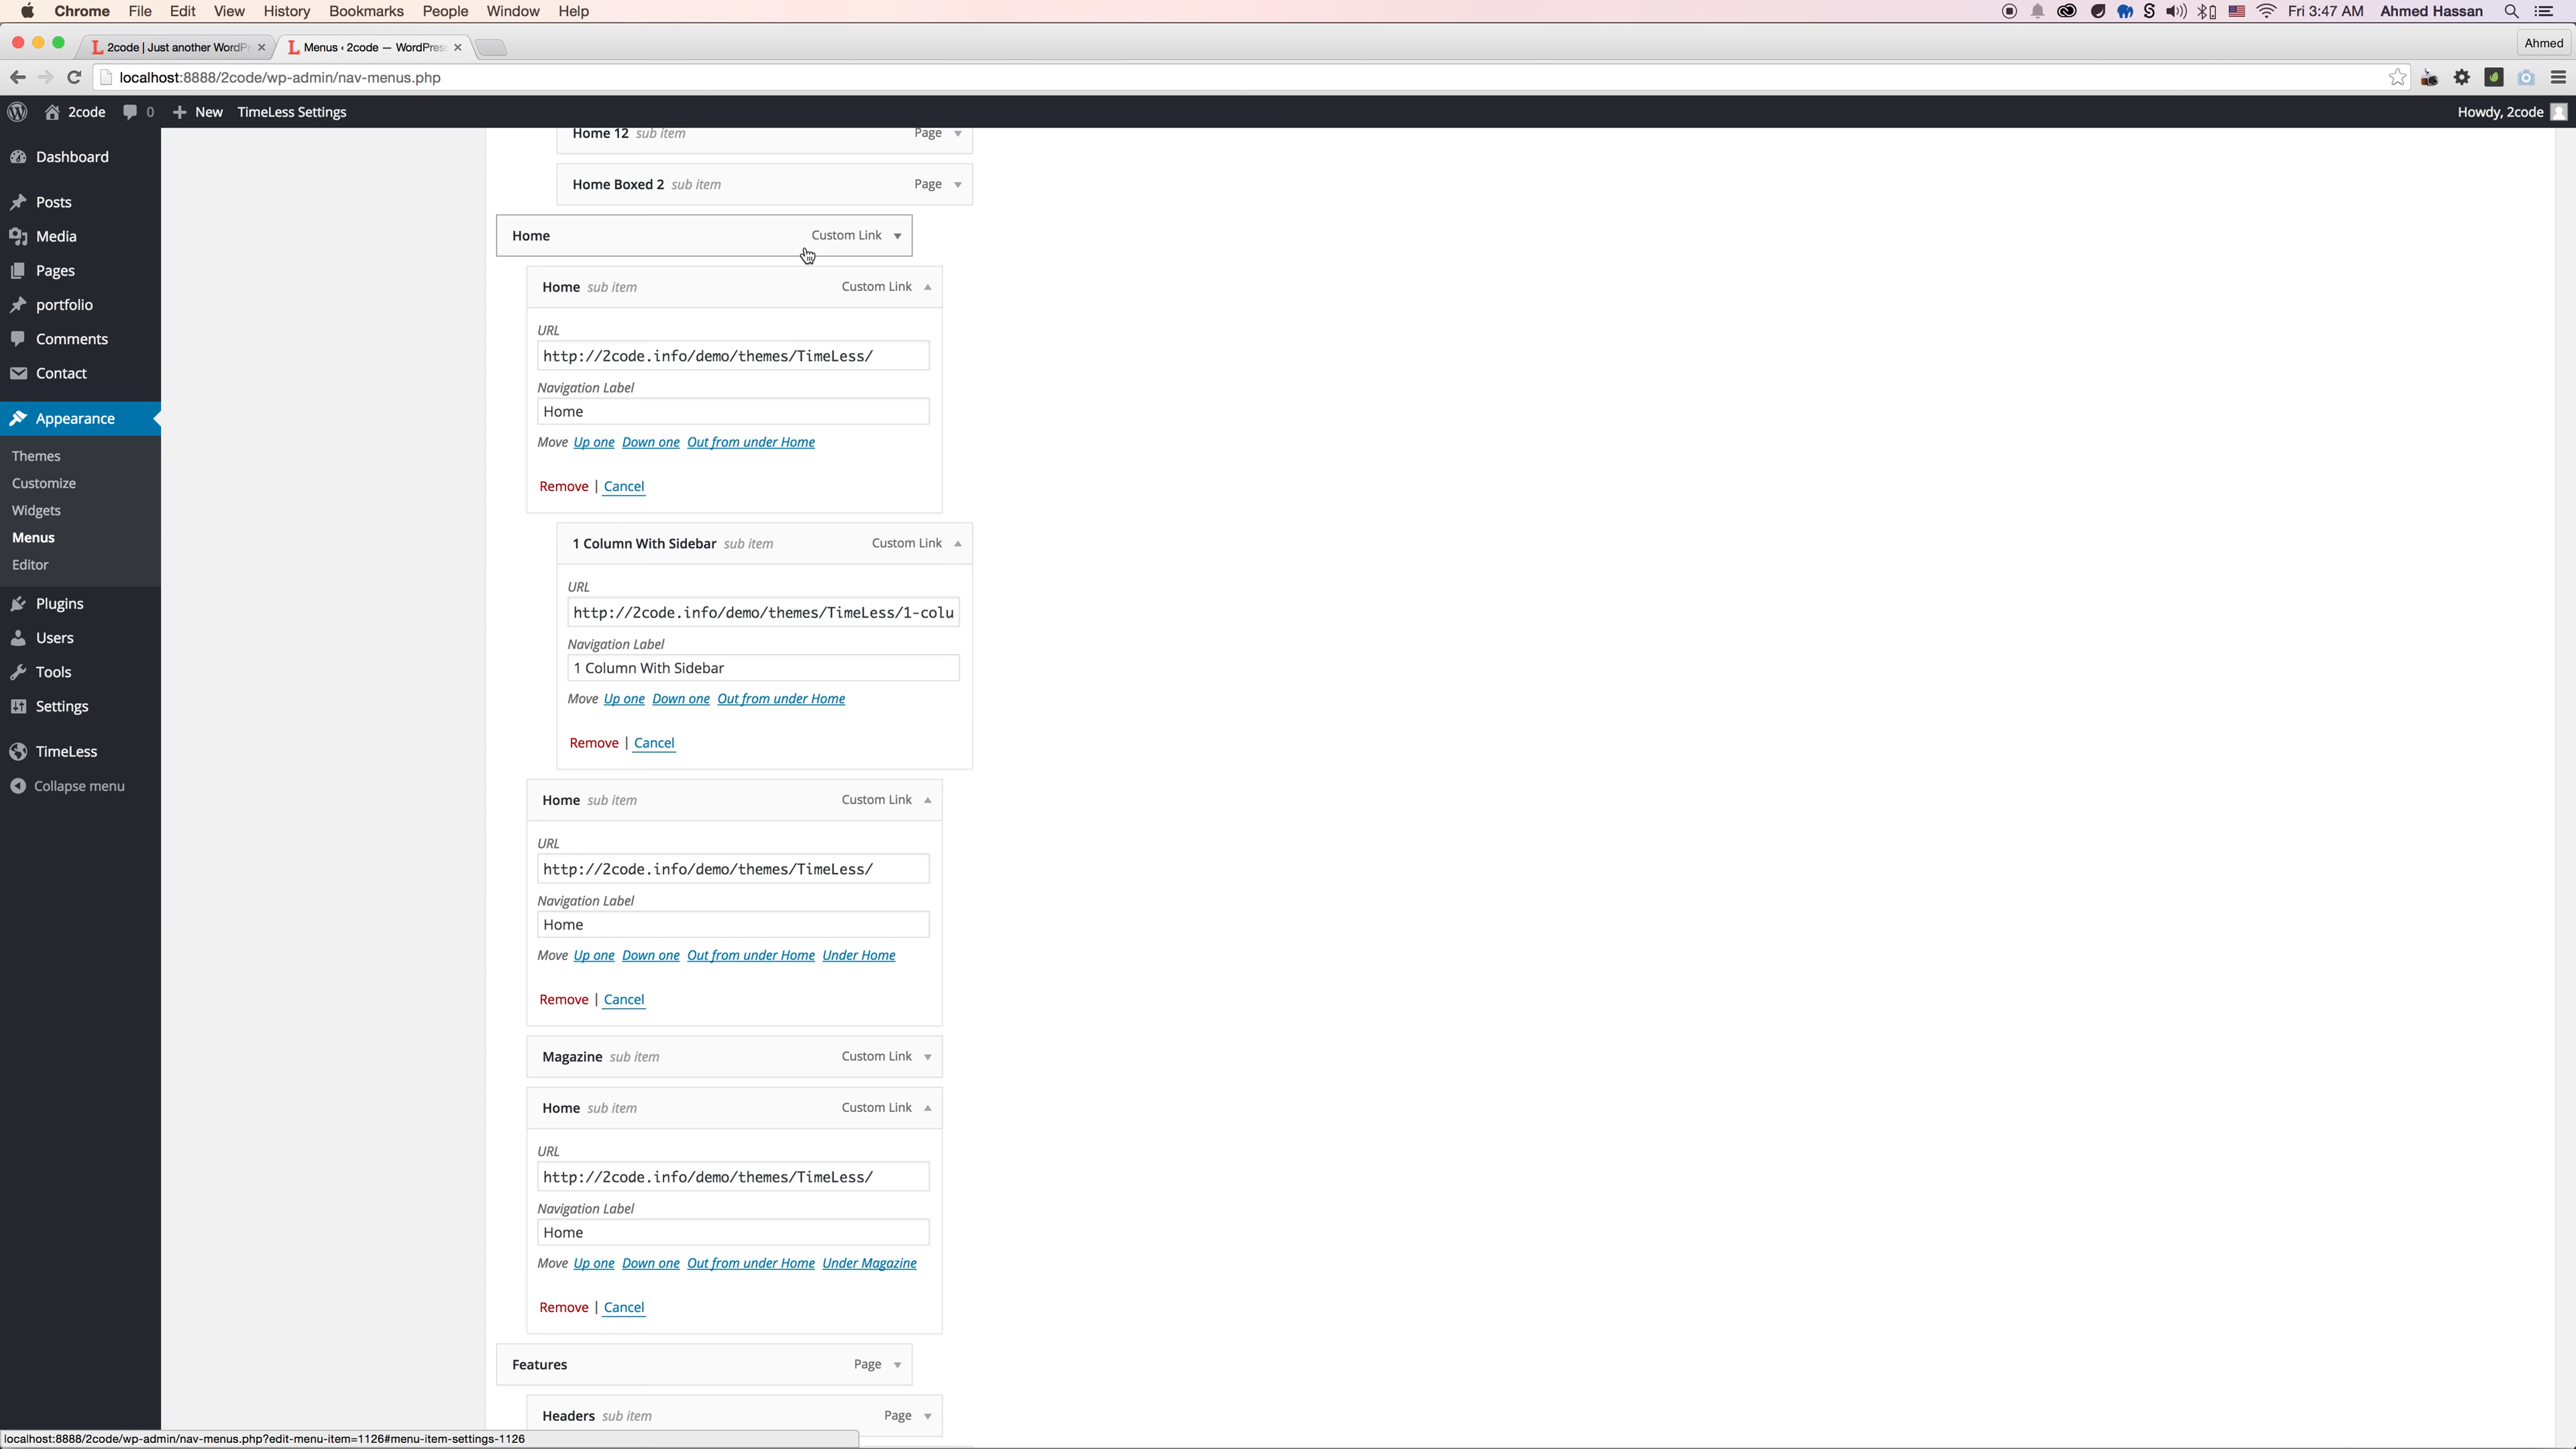 Chrome File Edit View History Bookmarks People Window Help Fri 3:47 AM Ahmed Hassan
2code | Just another WordPr Menus ‹ 2code — WordPres Ahmed
localhost:8888/2code/wp-admin/nav-menus.php
2code 0 New TimeLess Settings Howdy, 2code
Dashboard
Posts
Media
Pages
portfolio
Comments
Contact
Appearance
Themes
Customize
Widgets
Menus
Editor
Plugins
Users
Tools
Settings
TimeLess
Collapse menu
Home 12 sub item Page
Home Boxed 2 sub item Page
Home Custom Link
Home sub item Custom Link
URL
http://2code.info/demo/themes/TimeLess/
Navigation Label
Home
Move Up one Down one Out from under Home
Remove | Cancel
1 Column With Sidebar sub item Custom Link
URL
http://2code.info/demo/themes/TimeLess/1-colu
Navigation Label
1 Column With Sidebar
Move Up one Down one Out from under Home
Remove | Cancel
Home sub item Custom Link
URL
http://2code.info/demo/themes/TimeLess/
Navigation Label
Home
Move Up one Down one Out from under Home Under Home
Remove | Cancel
Magazine sub item Custom Link
Home sub item Custom Link
URL
http://2code.info/demo/themes/TimeLess/
Navigation Label
Home
Move Up one Down one Out from under Home Under Magazine
Remove | Cancel
Features Page
Headers sub item Page
localhost:8888/2code/wp-admin/nav-menus.php?edit-menu-item=1126#menu-item-settings-1126